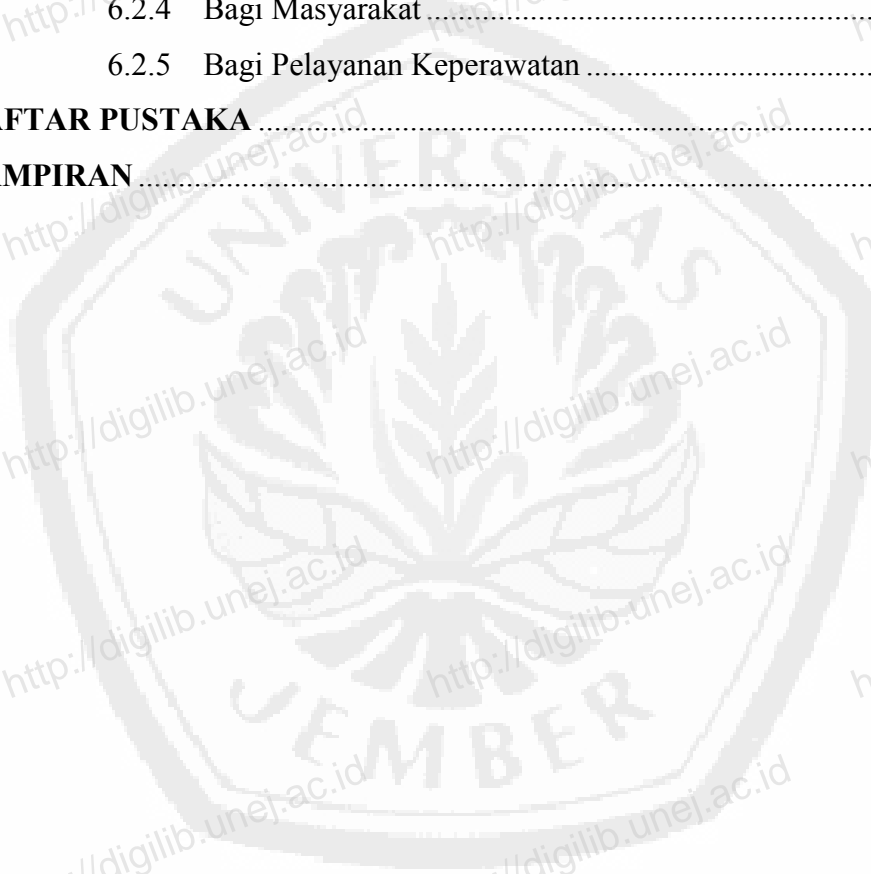 6.2.4 Bagi Masyarakat ........................................................
6.2.5 Bagi Pelayanan Keperawatan ........................................
AFTAR PUSTAKA ........................................................................
AMPIRAN ........................................................................................
UNIVERSITAS
JEMBER
http://digilib.unej.ac.id
http://digilib.unej.ac.id
http://digilib.unej.ac.id
http://digilib.unej.ac.id
http://digilib.unej.ac.id
http://digilib.unej.ac.id
://digilib.unej.ac.id
://digilib.unej.ac.id